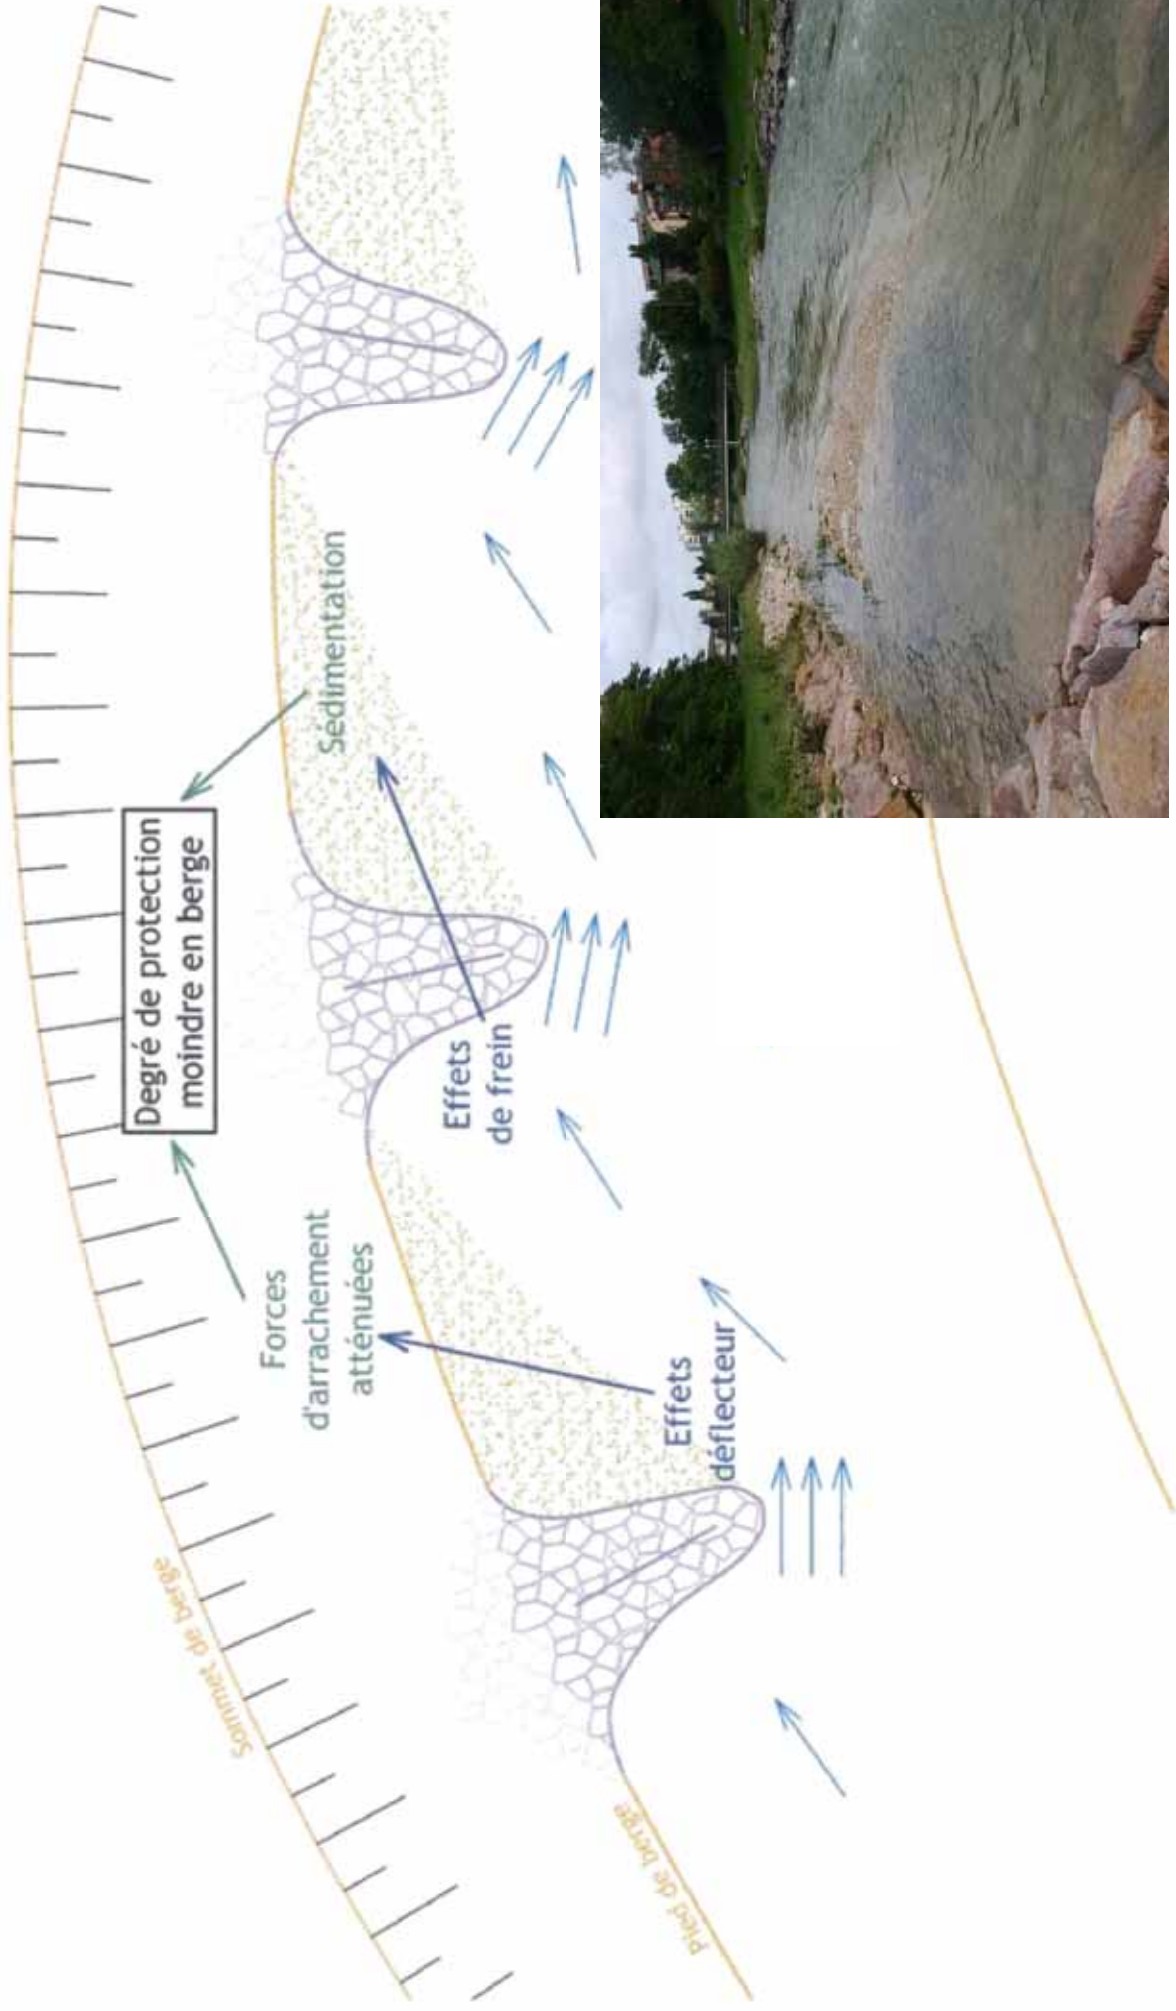 Sommet de berge
Pied de berge
Degré de protection
moindre en berge
Forces
d'arrachement
atténuées
Sédimentation
Effets
de frein
Effets
déflecteur